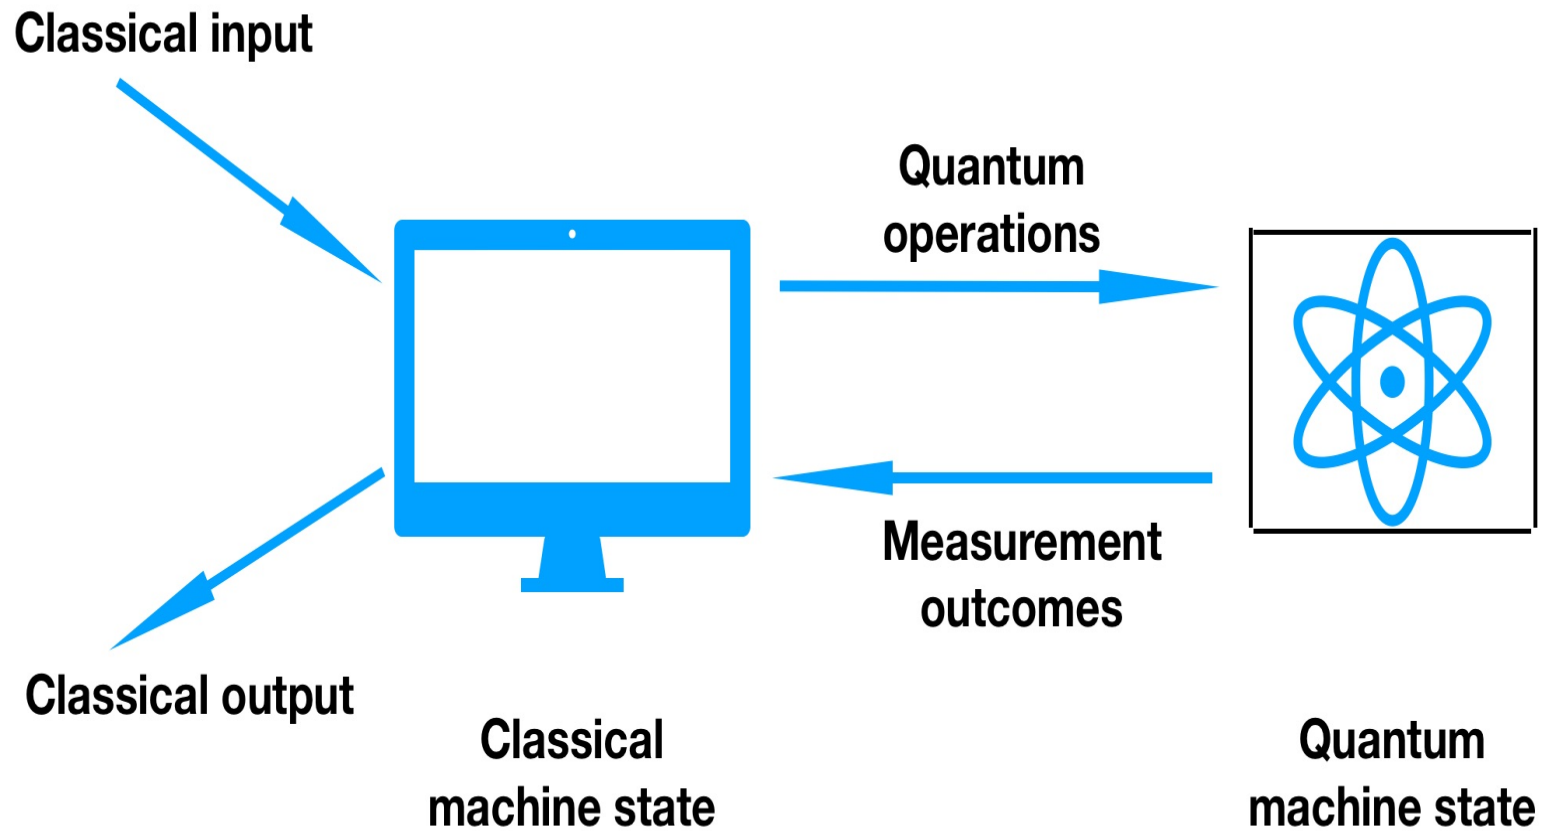 Classical input
Quantum
operations
Measurement
outcomes
Classical output
Classical
machine state
Quantum
machine state